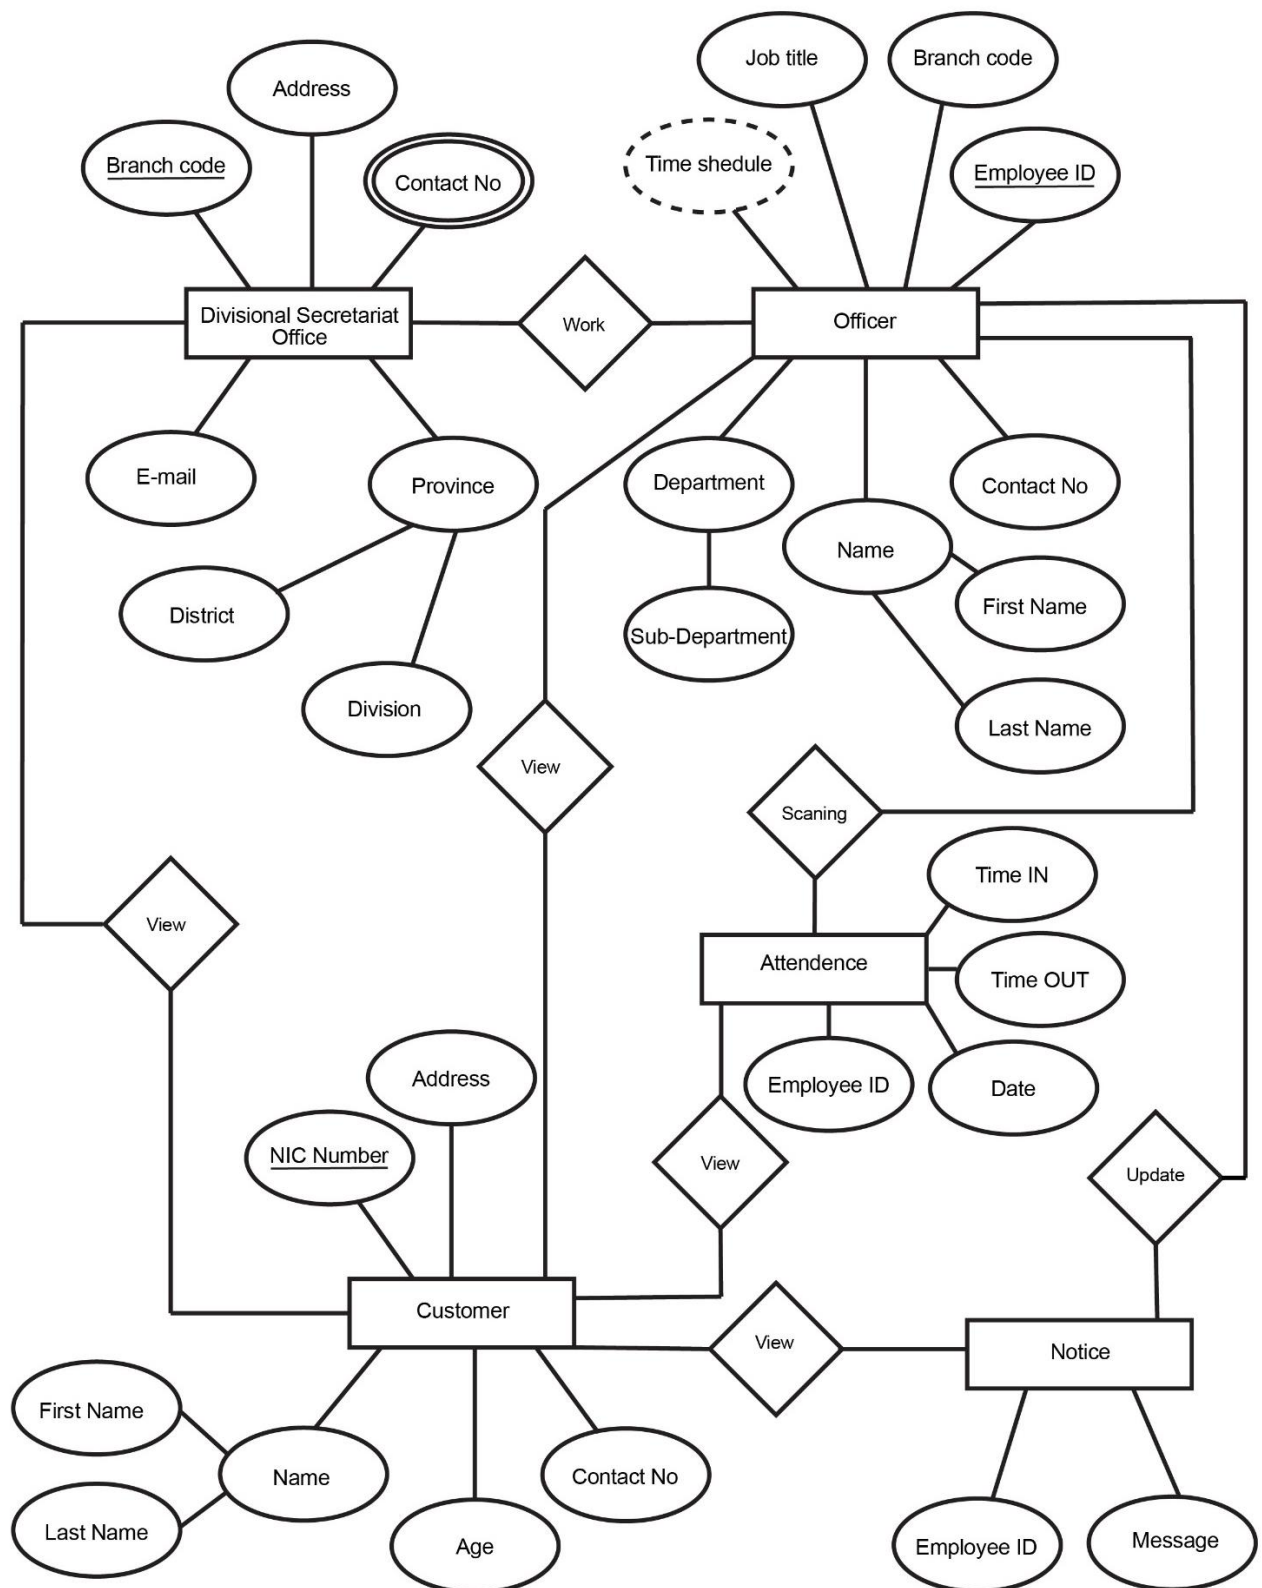 Job title
Branch code
Address
Time shedule
Branch code
Contact No
Employee ID
Divisional Secretariat
Office
Work
Officer
E-mail
Province
Department
Contact No
Name
District
First Name
Sub-Department
Division
Last Name
View
Scaning
Time IN
View
Attendence
Time OUT
Address
Employee ID
Date
NIC Number
View
Update
Customer
View
Notice
First Name
Name
Contact No
Last Name
Age
Employee ID
Message